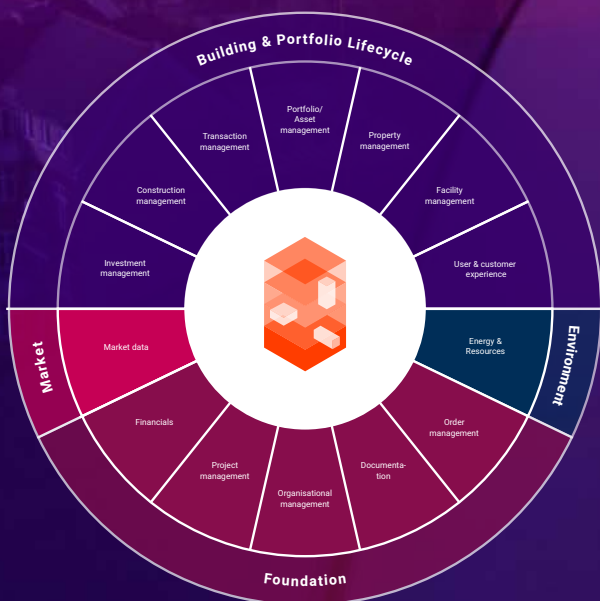 Building & Portfolio Lifecycle
Portfolio/
Asset
management
Transaction
management
Property
management
Construction
management
Facility
management
Investment
management
User & customer
experience
Market
Market data
Energy &
Resources
Environment
Financials
Order
management
Project
management
Documenta-
tion
Organisational
management
Foundation